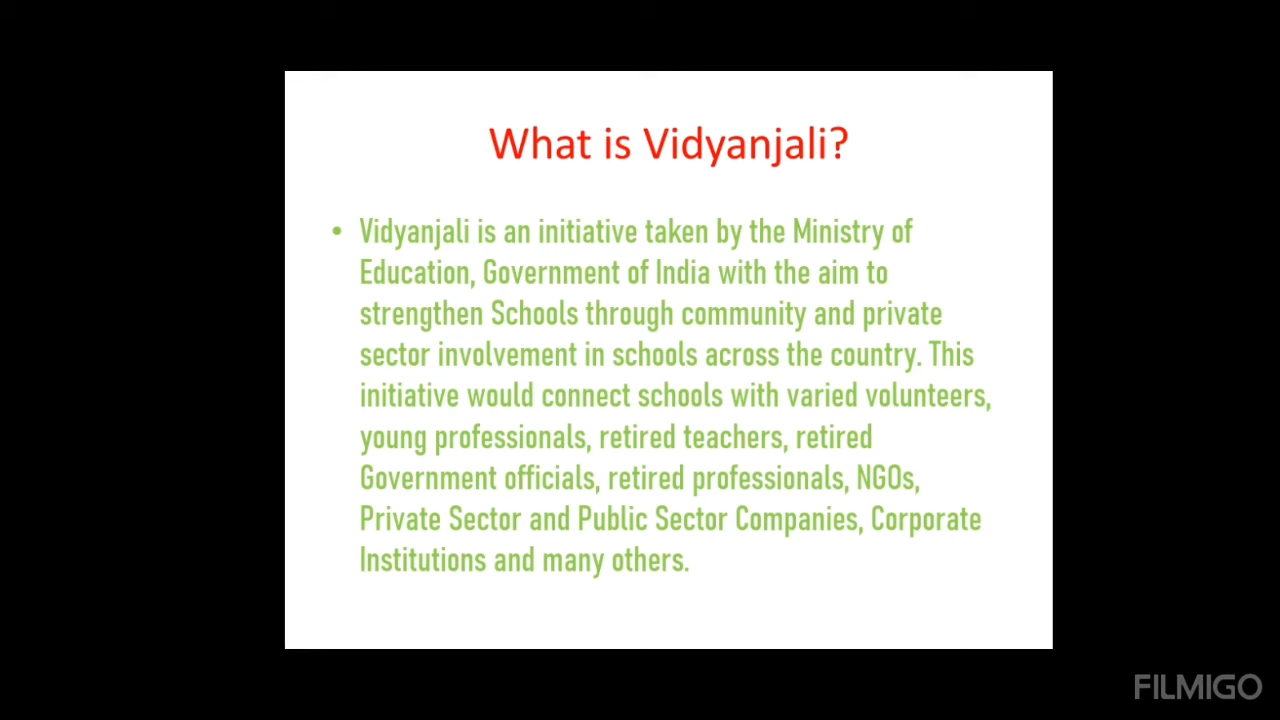 What is Vidyanjali?
• Vidyanjali is an initiative taken by the Ministry of
Education, Government of India with the aim to
strengthen Schools through community and private
sector involvement in schools across the country. This
initiative would connect schools with varied volunteers,
young professionals, retired teachers, retired
Government officials, retired professionals, NGOs,
Private Sector and Public Sector Companies, Corporate
Institutions and many others.
FILMIGO